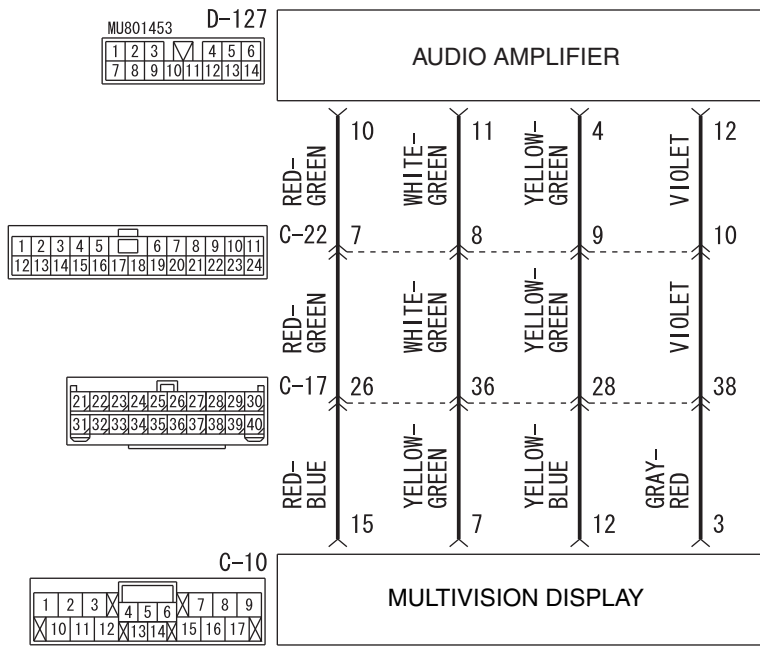 D-127
MU801453
1 2 3 4 5 6
7 8 9 10 11 12 13 14
AUDIO AMPLIFIER
10 11 4 12
RED-GREEN
WHITE-GREEN
YELLOW-GREEN
VIOLET
C-22 7 8 9 10
1 2 3 4 5 6 7 8 9 10 11
12 13 14 15 16 17 18 19 20 21 22 23 24
RED-GREEN
WHITE-GREEN
YELLOW-GREEN
VIOLET
C-17 26 36 28 38
21 22 23 24 25 26 27 28 29 30
31 32 33 34 35 36 37 38 39 40
RED-BLUE
YELLOW-GREEN
YELLOW-BLUE
GRAY-RED
15 7 12 3
C-10
1 2 3 4 5 6 7 8 9
10 11 12 13 14 15 16 17
MULTIVISION DISPLAY